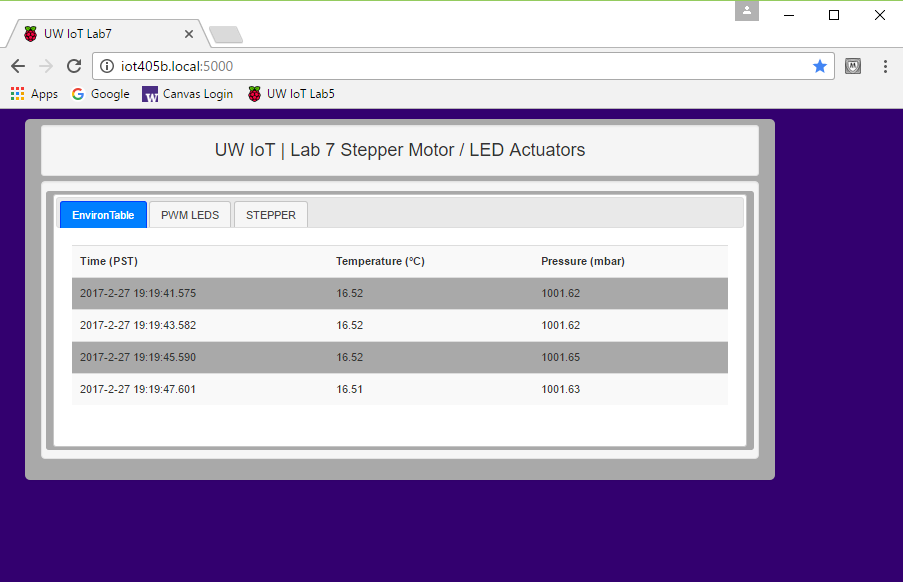 UW IoT Lab7
iot405b.local:5000
Apps Google W Canvas Login UW IoT Lab5
UW IoT | Lab 7 Stepper Motor / LED Actuators
EnvironTable PWM LEDS STEPPER
Time (PST) Temperature (°C) Pressure (mbar)
2017-2-27 19:19:41.575 16.52 1001.62
2017-2-27 19:19:43.582 16.52 1001.62
2017-2-27 19:19:45.590 16.52 1001.65
2017-2-27 19:19:47.601 16.51 1001.63